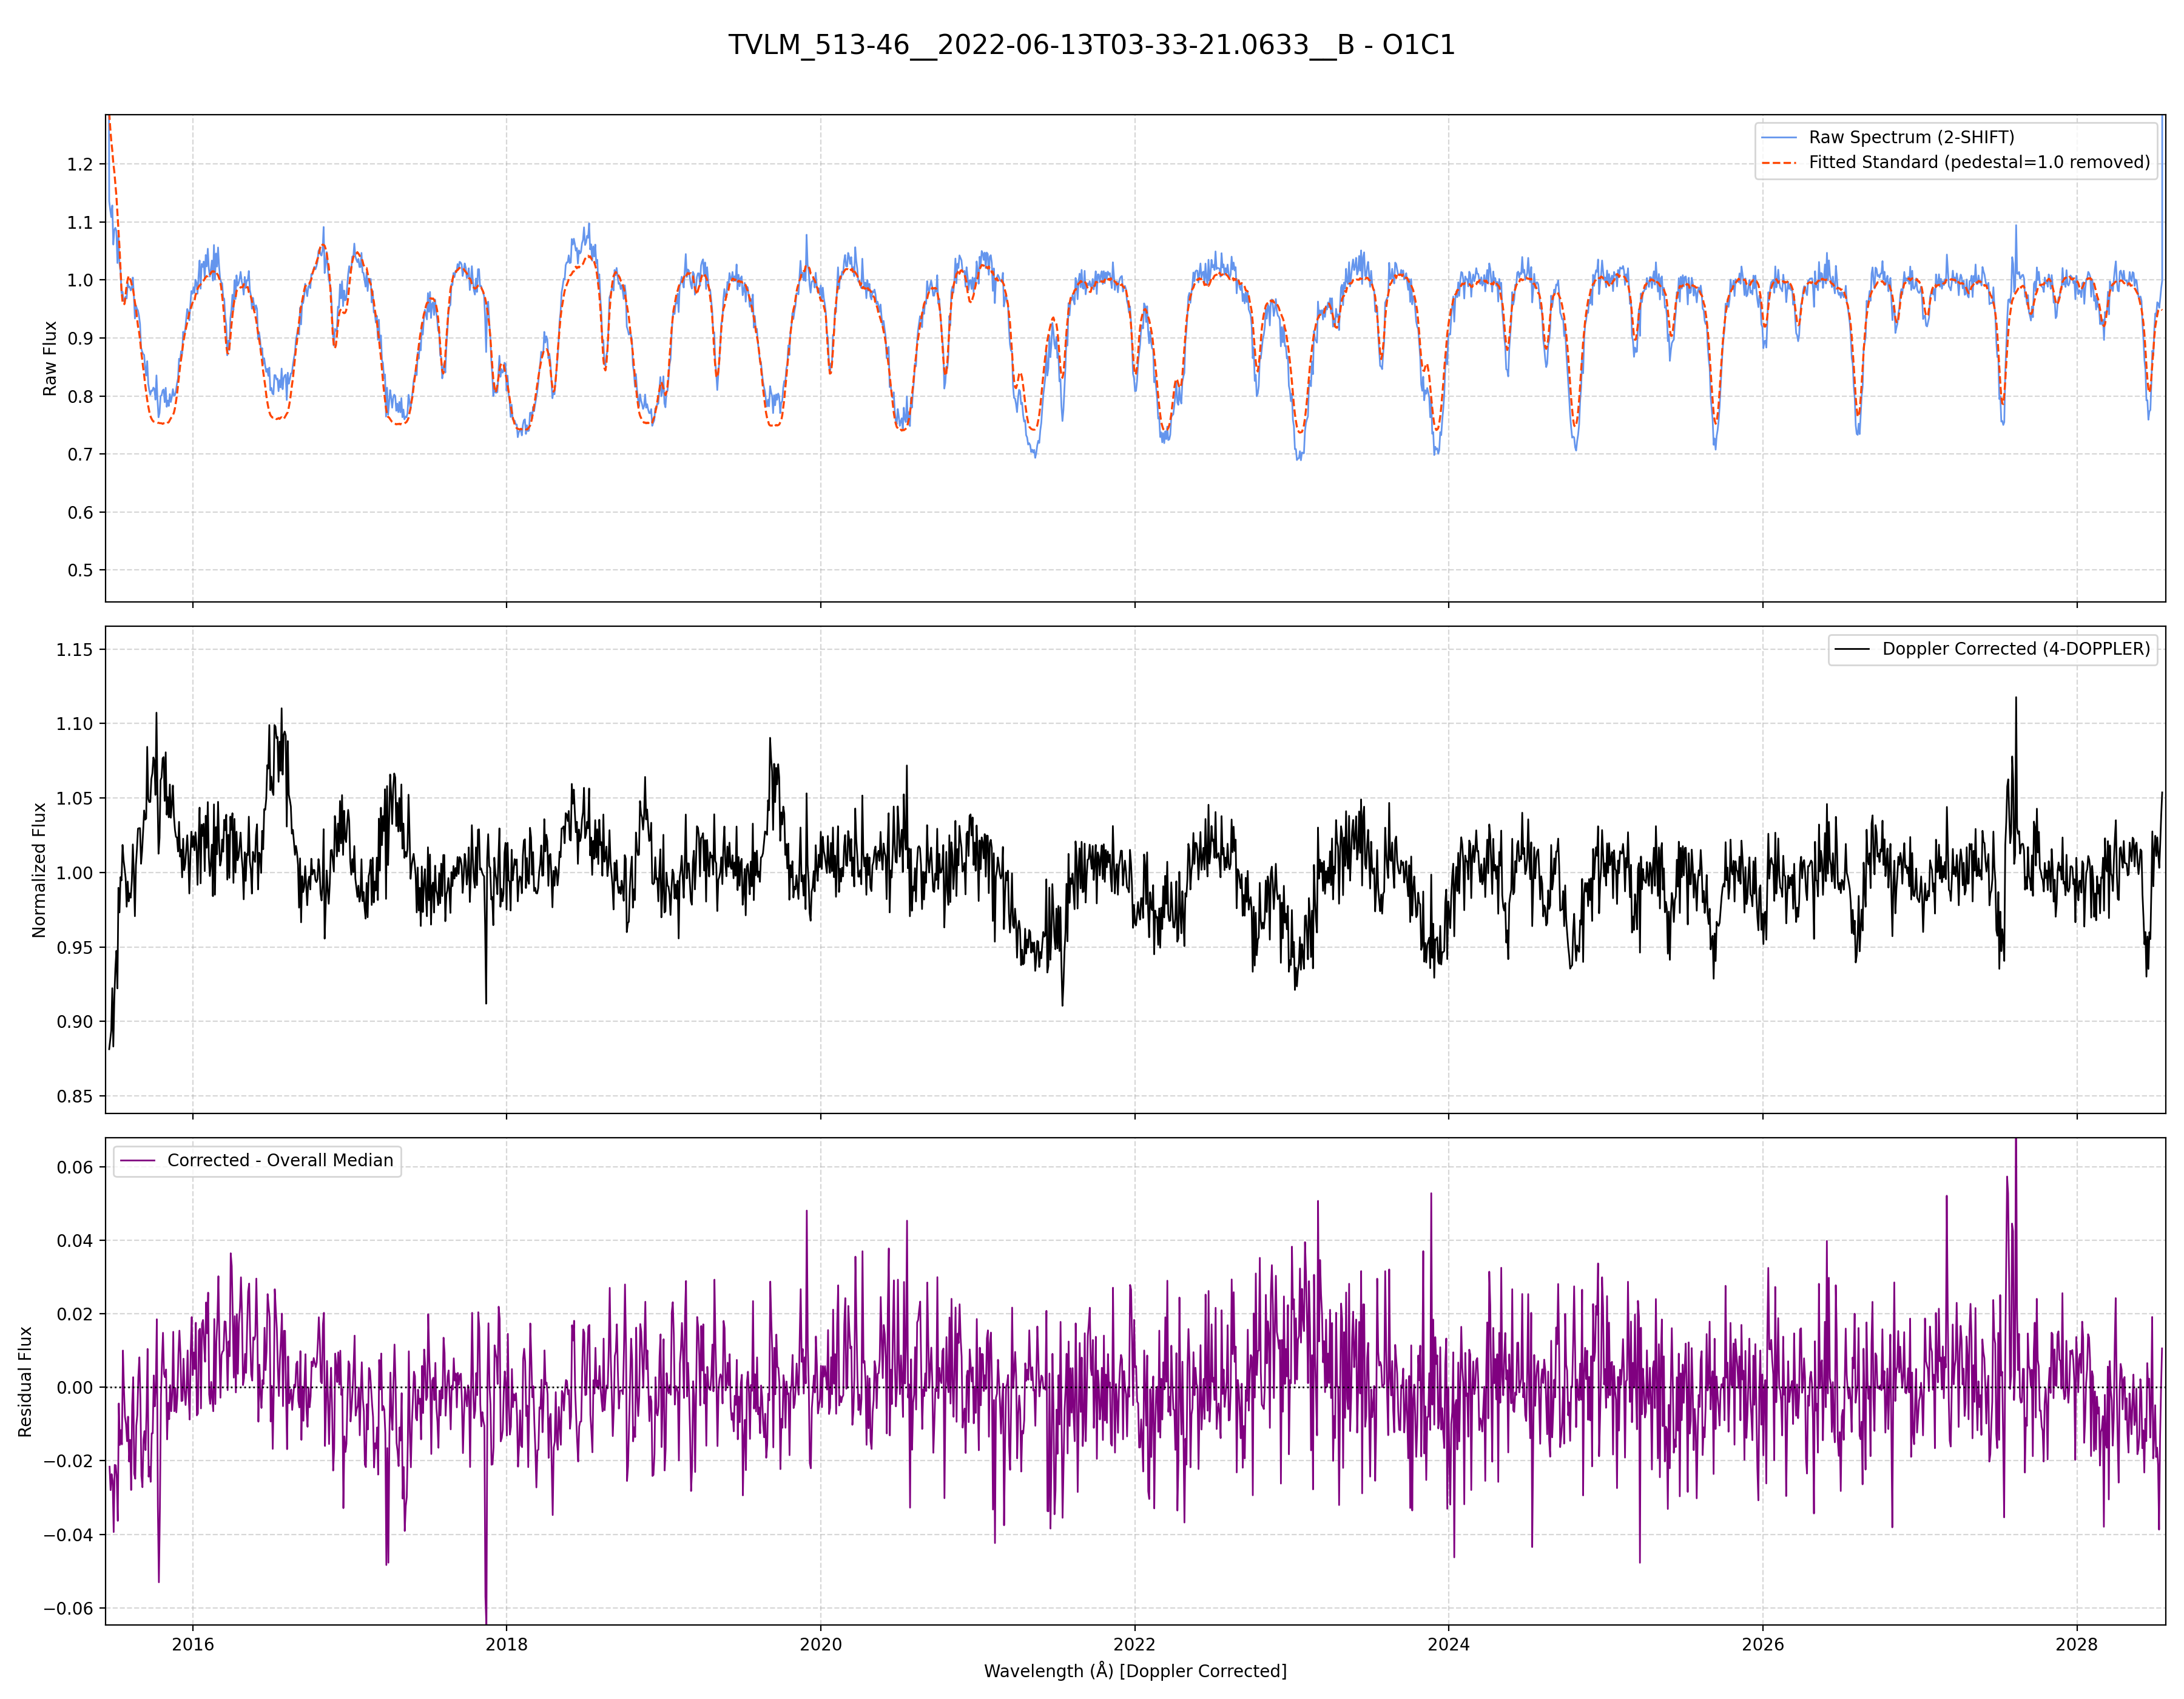 TVLM_513-46__2022-06-13T03-33-21.0633__B - O1C1
Raw Spectrum (2-SHIFT)
Fitted Standard (pedestal=1.0 removed)
1.2
1.1
1.0
0.9
0.8
0.7
0.6
0.5
Raw Flux
Doppler Corrected (4-DOPPLER)
1.15
1.10
1.05
1.00
0.95
0.90
0.85
Normalized Flux
Corrected - Overall Median
0.06
0.04
0.02
0.00
−0.02
−0.04
−0.06
Residual Flux
2016 2018 2020 2022 2024 2026 2028
Wavelength (Å) [Doppler Corrected]